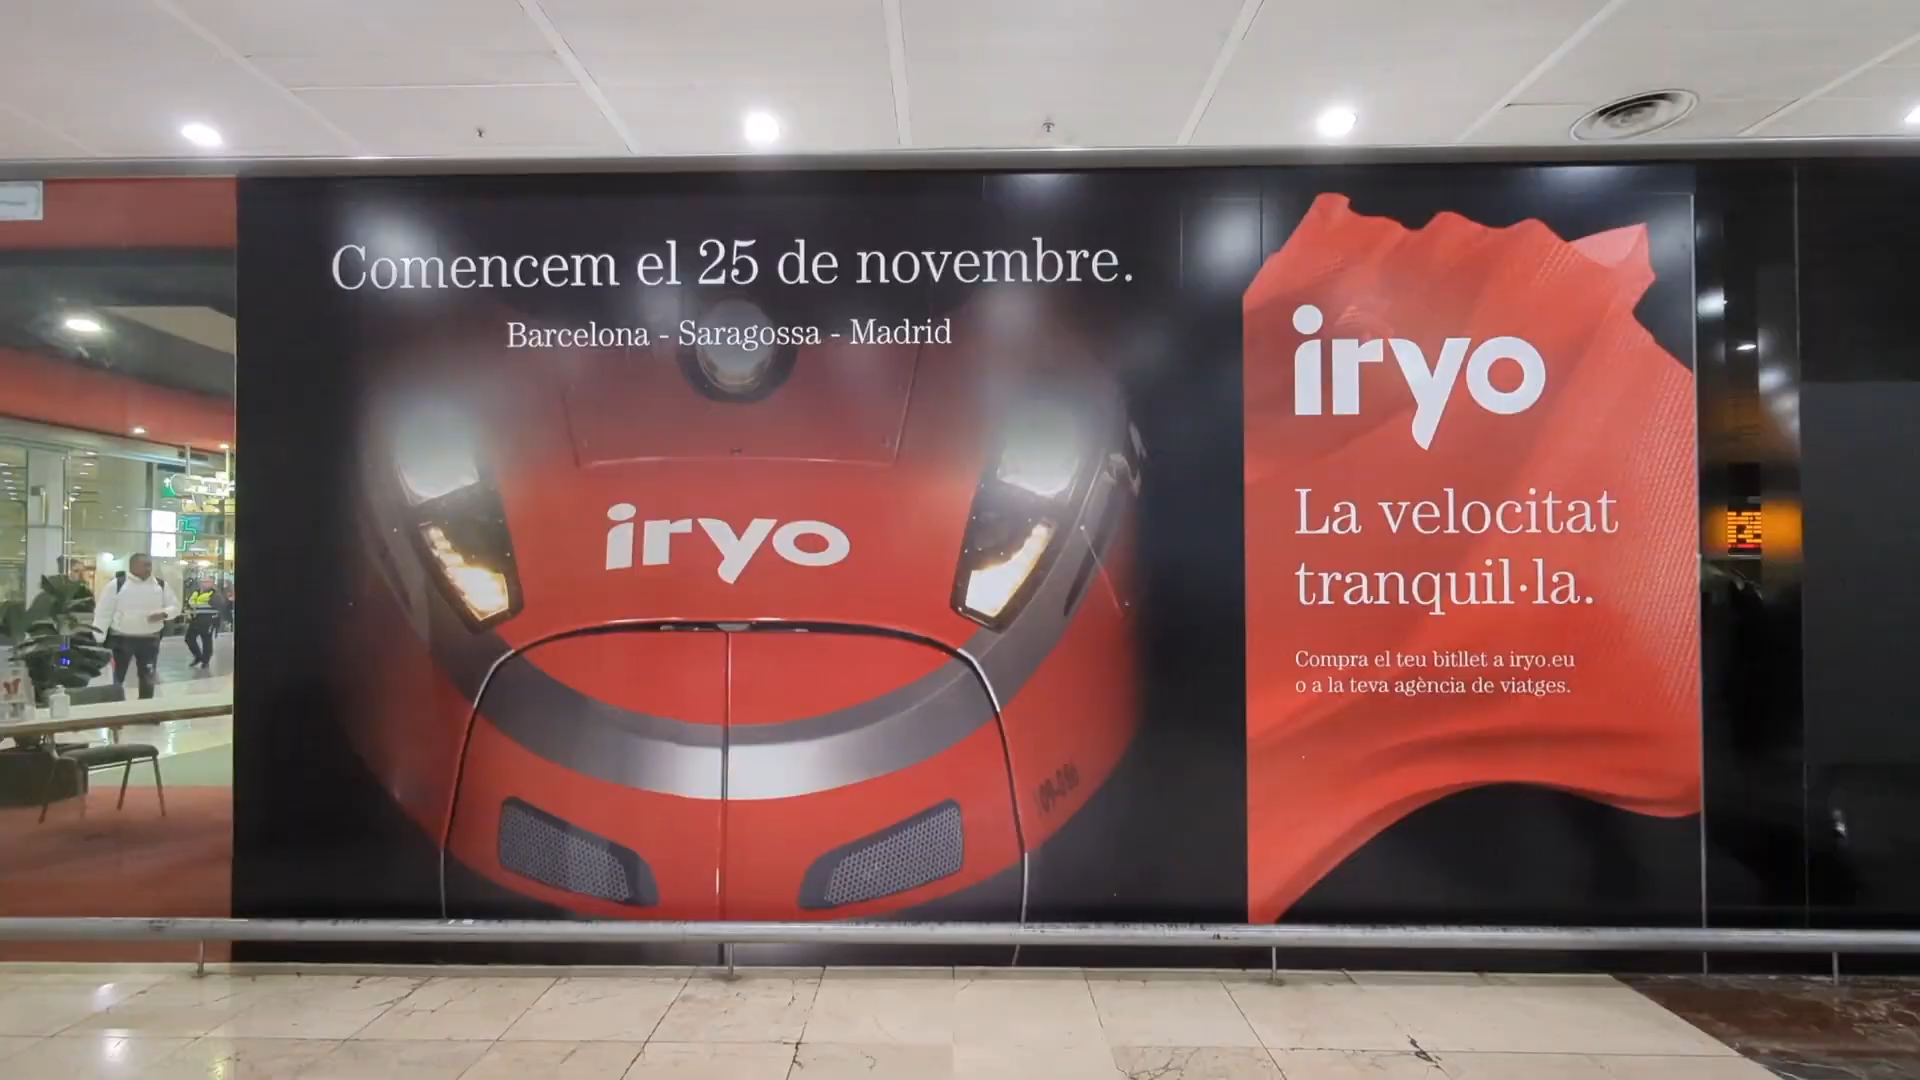 Comencem el 25 de novembre.
Barcelona - Saragossa - Madrid
iryo
iryo
La velocitat
tranquil·la.
Compra el teu bitllet a iryo.eu
o a la teva agència de viatges.